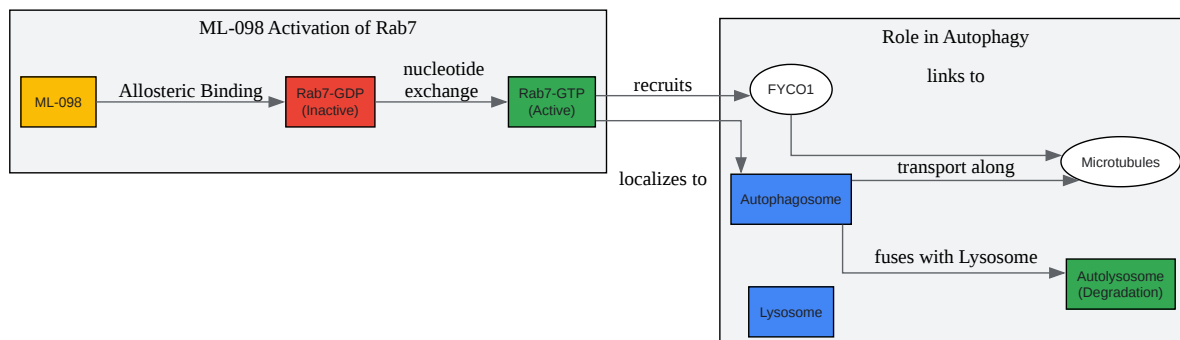 ML-098 Activation of Rab7
ML-098
Allosteric Binding
Rab7-GDP
(Inactive)
nucleotide
exchange
Rab7-GTP
(Active)
recruits
localizes to
Role in Autophagy
links to
FYCO1
Microtubules
transport along
Autophagosome
fuses with Lysosome
Autolysosome
(Degradation)
Lysosome